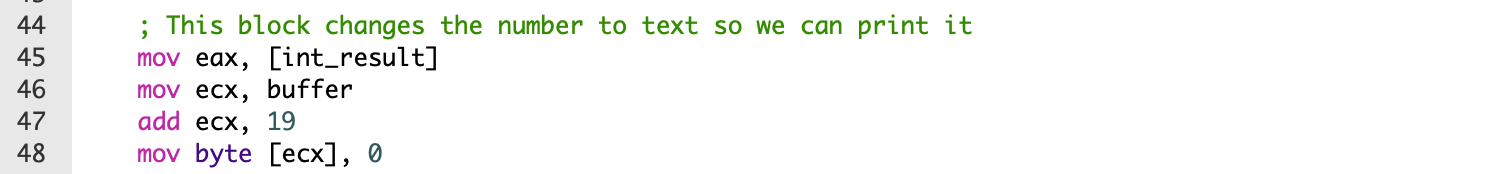 44 ; This block changes the number to text so we can print it
45 mov eax, [int_result]
46 mov ecx, buffer
47 add ecx, 19
48 mov byte [ecx], 0